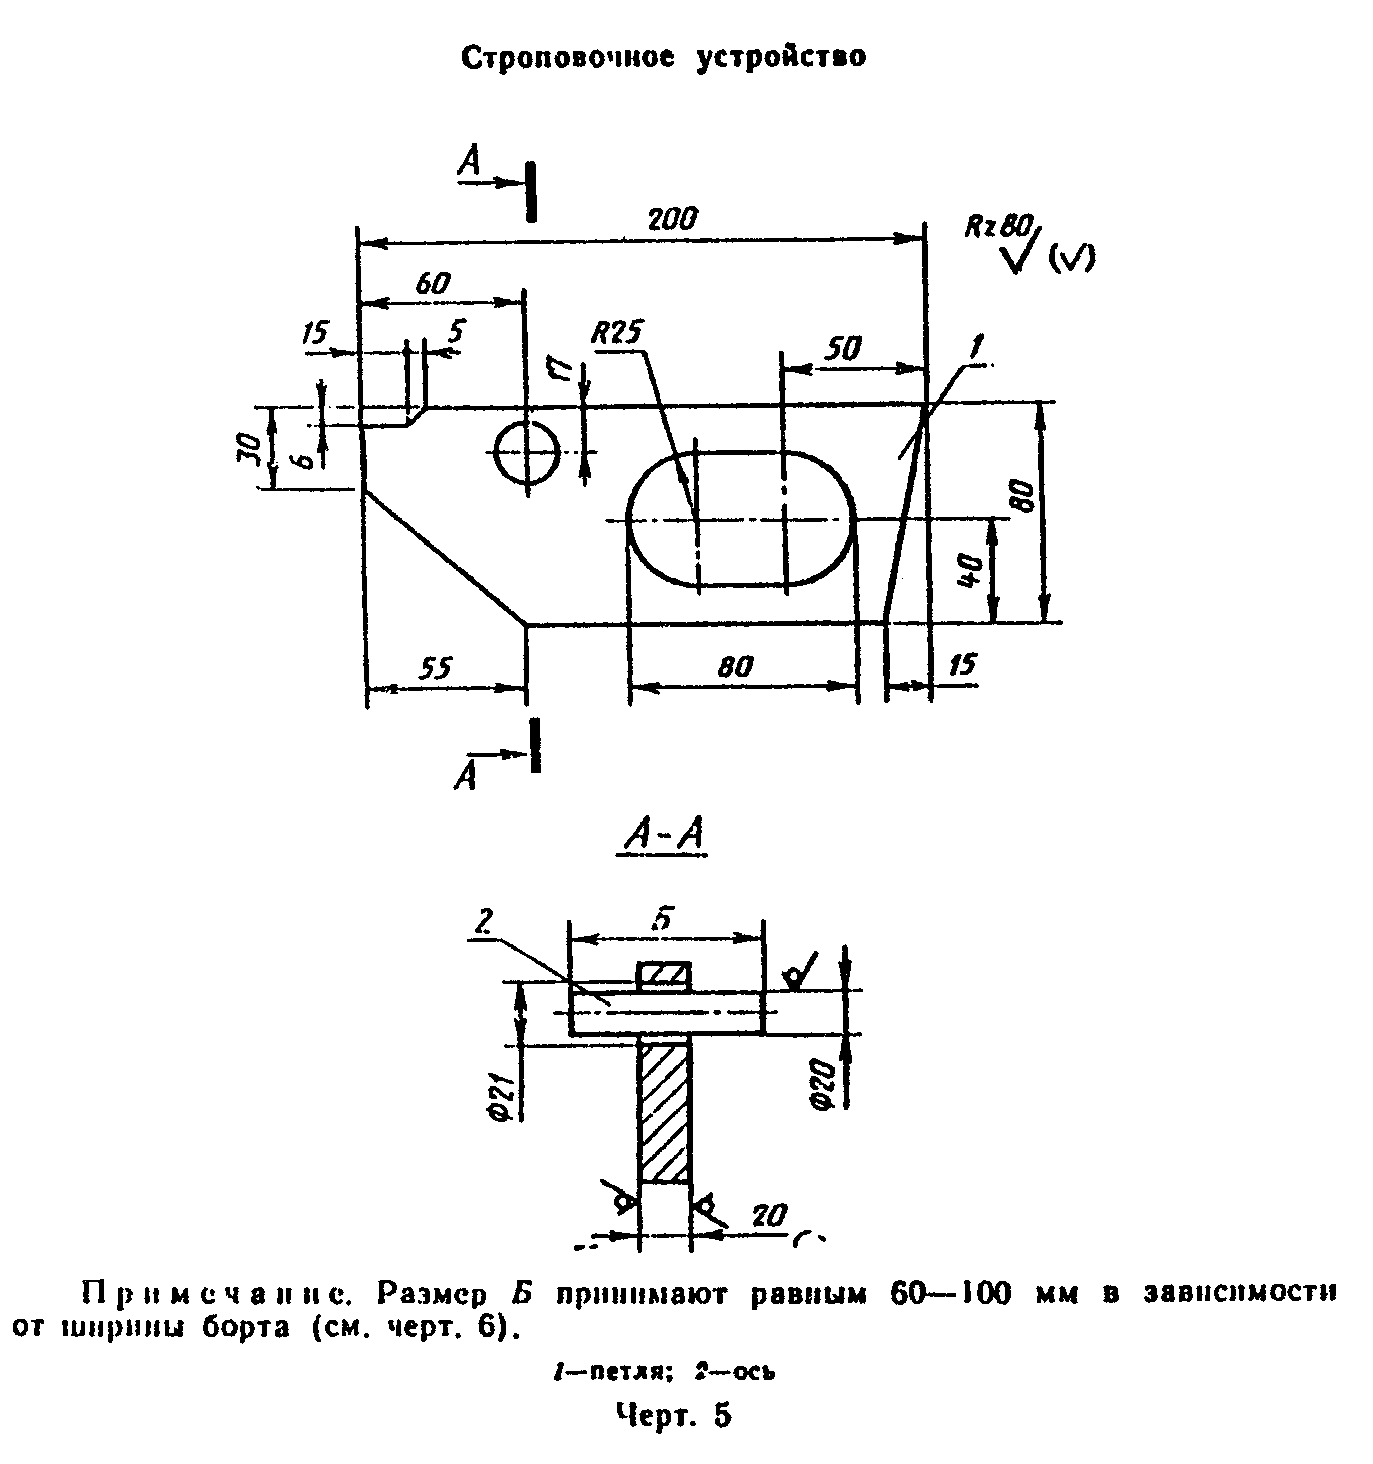 Строповочное устройство
А
200
Rz80
(√)
60
15
5
R25
17
50
1
30
6
80
40
55
80
15
А
А-А
2
Б
Ф21
Ф20
20
Примечание. Размер Б принимают равным 60—100 мм в зависимости
от ширины борта (см. черт. 6).
1—петля; 2—ось
Черт. 5